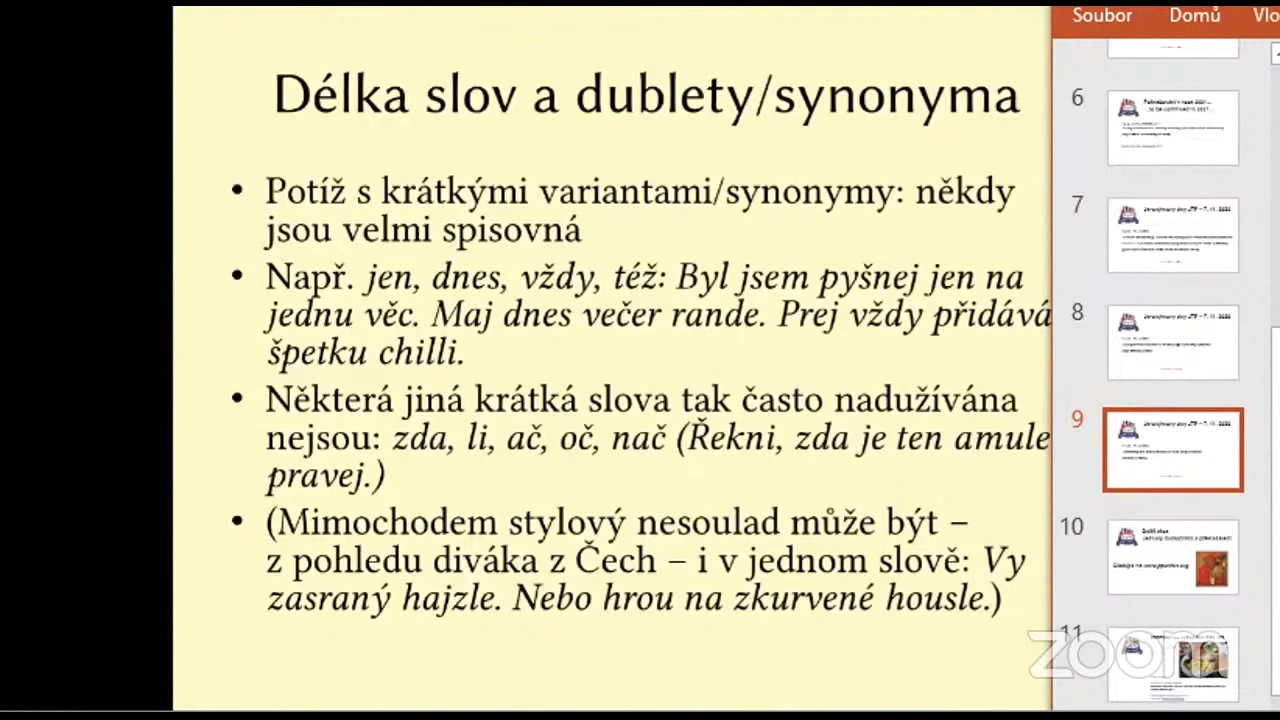 Délka slov a dublety/synonyma
• Potíž s krátkými variantami/synonymy: někdy
jsou velmi spisovná
• Např. jen, dnes, vždy, též: Byl jsem pyšnej jen na
jednu věc. Maj dnes večer rande. Prej vždy přidává
špetku chilli.
• Některá jiná krátká slova tak často nadužívána
nejsou: zda, li, ač, oč, nač (Řekni, zda je ten amule
pravej.)
• (Mimochodem stylový nesoulad může být –
z pohledu diváka z Čech – i v jednom slově: Vy
zasraný hajzle. Nebo hrou na zkurvené housle.)
Soubor Domů Vlo
6
7
8
9
10
11
zoom